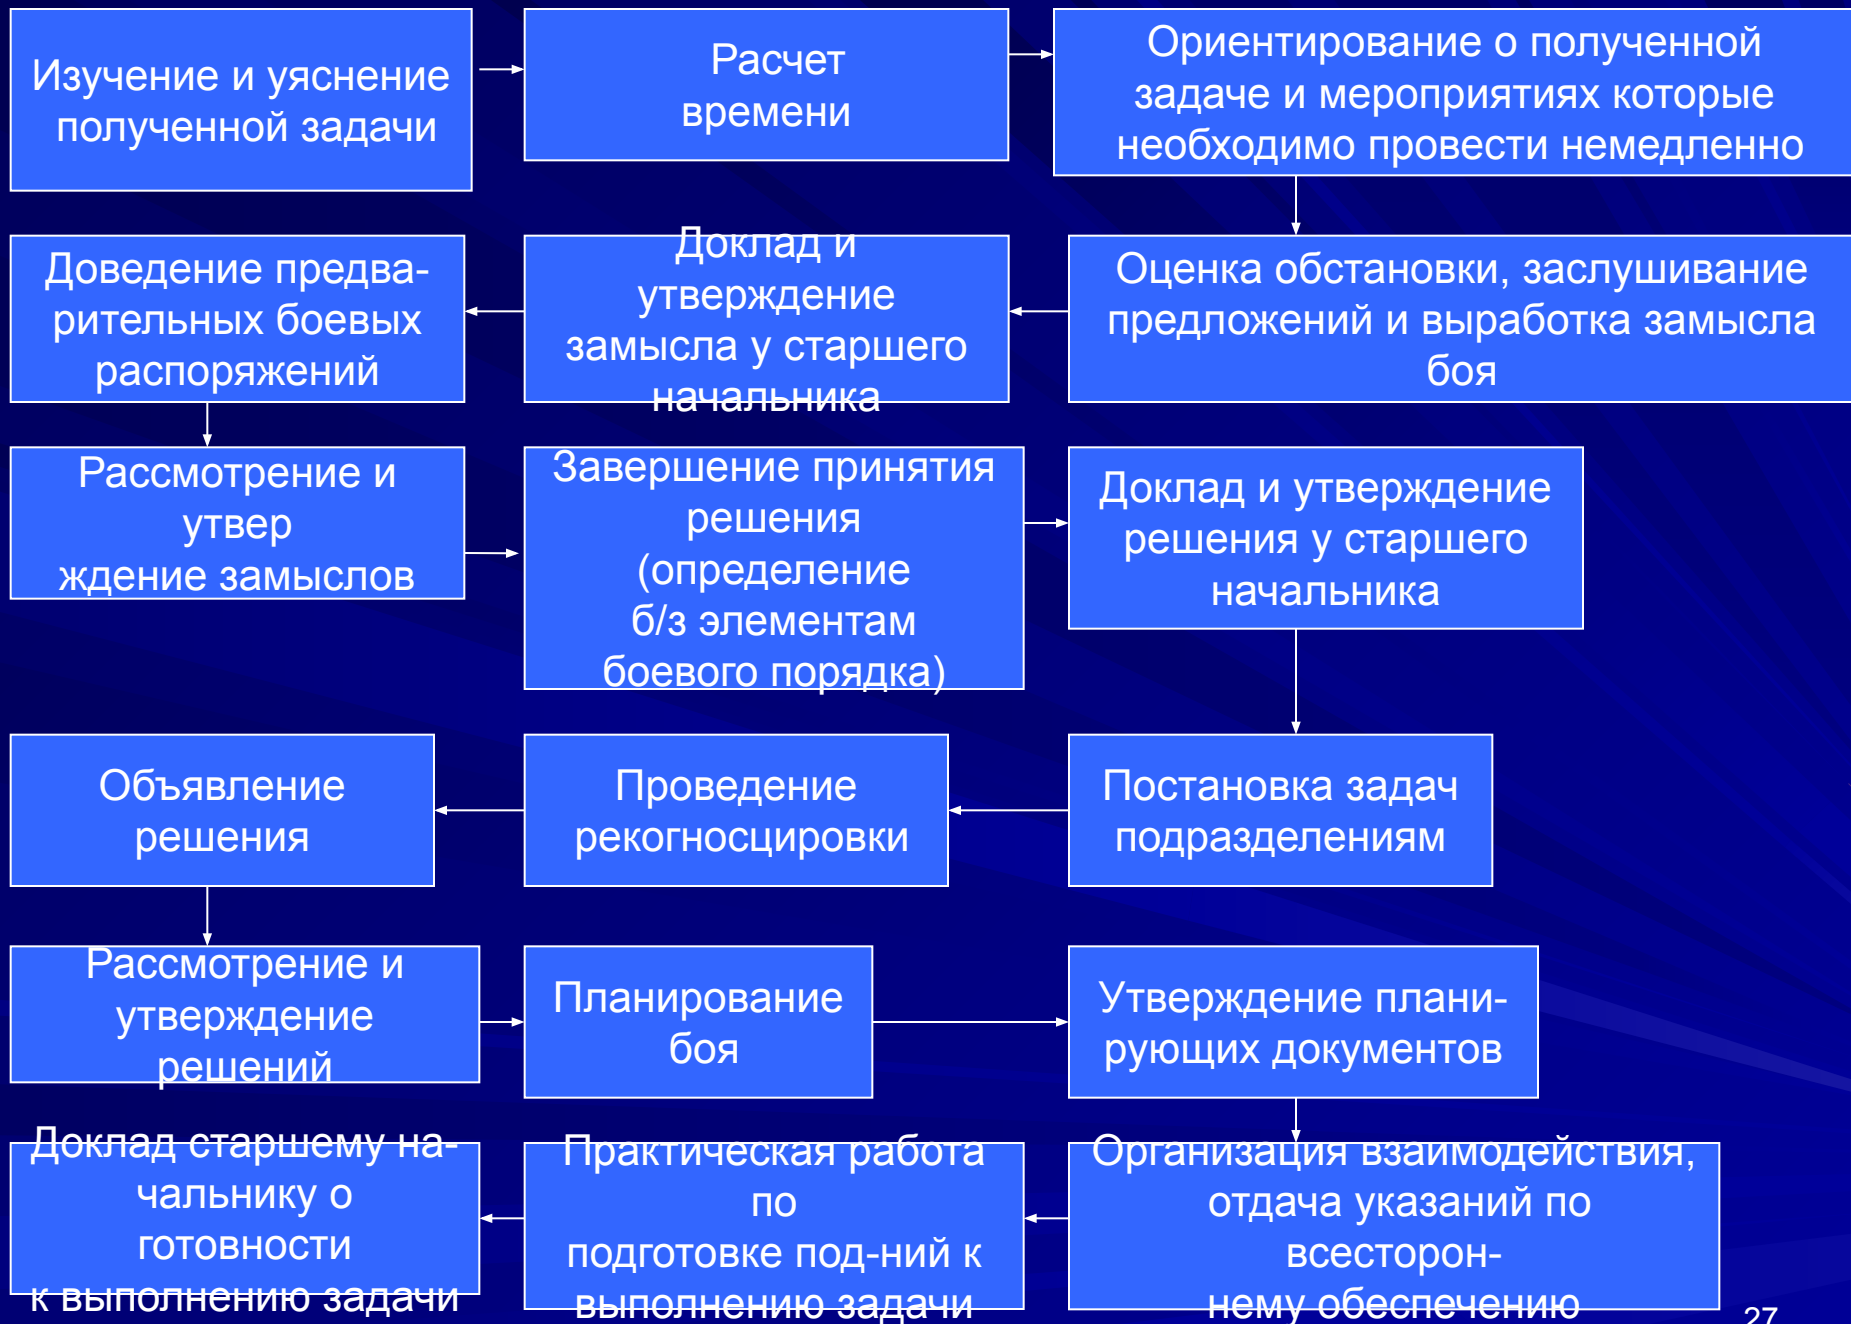 Изучение и уяснение
полученной задачи
Расчет
времени
Ориентирование о полученной
задаче и мероприятиях которые
необходимо провести немедленно
Доведение предва-
рительных боевых
распоряжений
Доклад и
утверждение
замысла у старшего
начальника
Оценка обстановки, заслушивание
предложений и выработка замысла
боя
Рассмотрение и
утвер
ждение замыслов
Завершение принятия
решения
(определение
б/з элементам
боевого порядка)
Доклад и утверждение
решения у старшего
начальника
Объявление
решения
Проведение
рекогносцировки
Постановка задач
подразделениям
Рассмотрение и
утверждение
решений
Планирование
боя
Утверждение плани-
рующих документов
Доклад старшему на-
чальнику о
готовности
к выполнению задачи
Практическая работа
по
подготовке под-ний к
выполнению задачи
Организация взаимодействия,
отдача указаний по
всесторон-
нему обеспечению
27